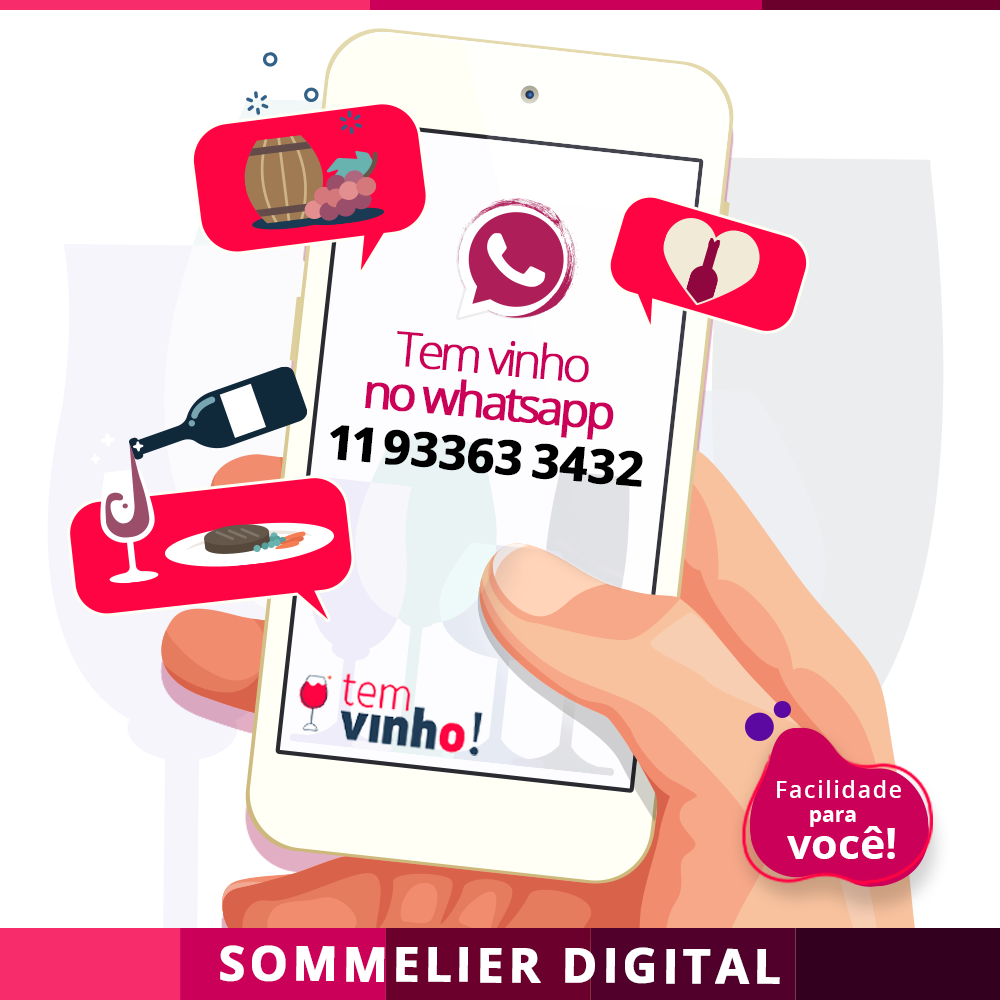 Tem vinho
no whatsapp
11 93363 3432
tem
vinho!
Facilidade
para
você!
SOMMELIER DIGITAL